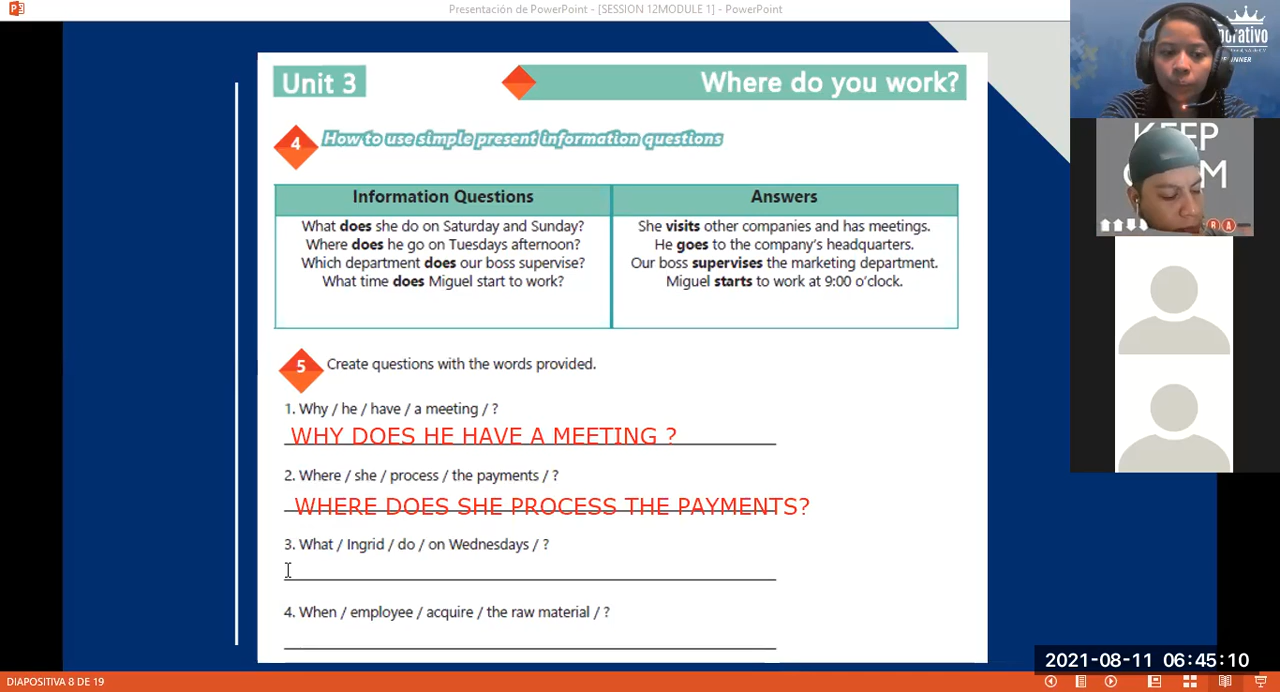 Presentación de PowerPoint - [SESSION 12MODULE 1] - PowerPoint
Unit 3
Where do you work?
4 How to use simple present information questions
Information Questions
What does she do on Saturday and Sunday?
Where does he go on Tuesdays afternoon?
Which department does our boss supervise?
What time does Miguel start to work?
Answers
She visits other companies and has meetings.
He goes to the company's headquarters.
Our boss supervises the marketing department.
Miguel starts to work at 9:00 o'clock.
5 Create questions with the words provided.
1. Why / he / have / a meeting / ?
WHY DOES HE HAVE A MEETING ?
2. Where / she / process / the payments / ?
WHERE DOES SHE PROCESS THE PAYMENTS?
3. What / Ingrid / do / on Wednesdays / ?
4. When / employee / acquire / the raw material / ?
2021-08-11 06:45:10
DIAPOSITIVA 8 DE 19